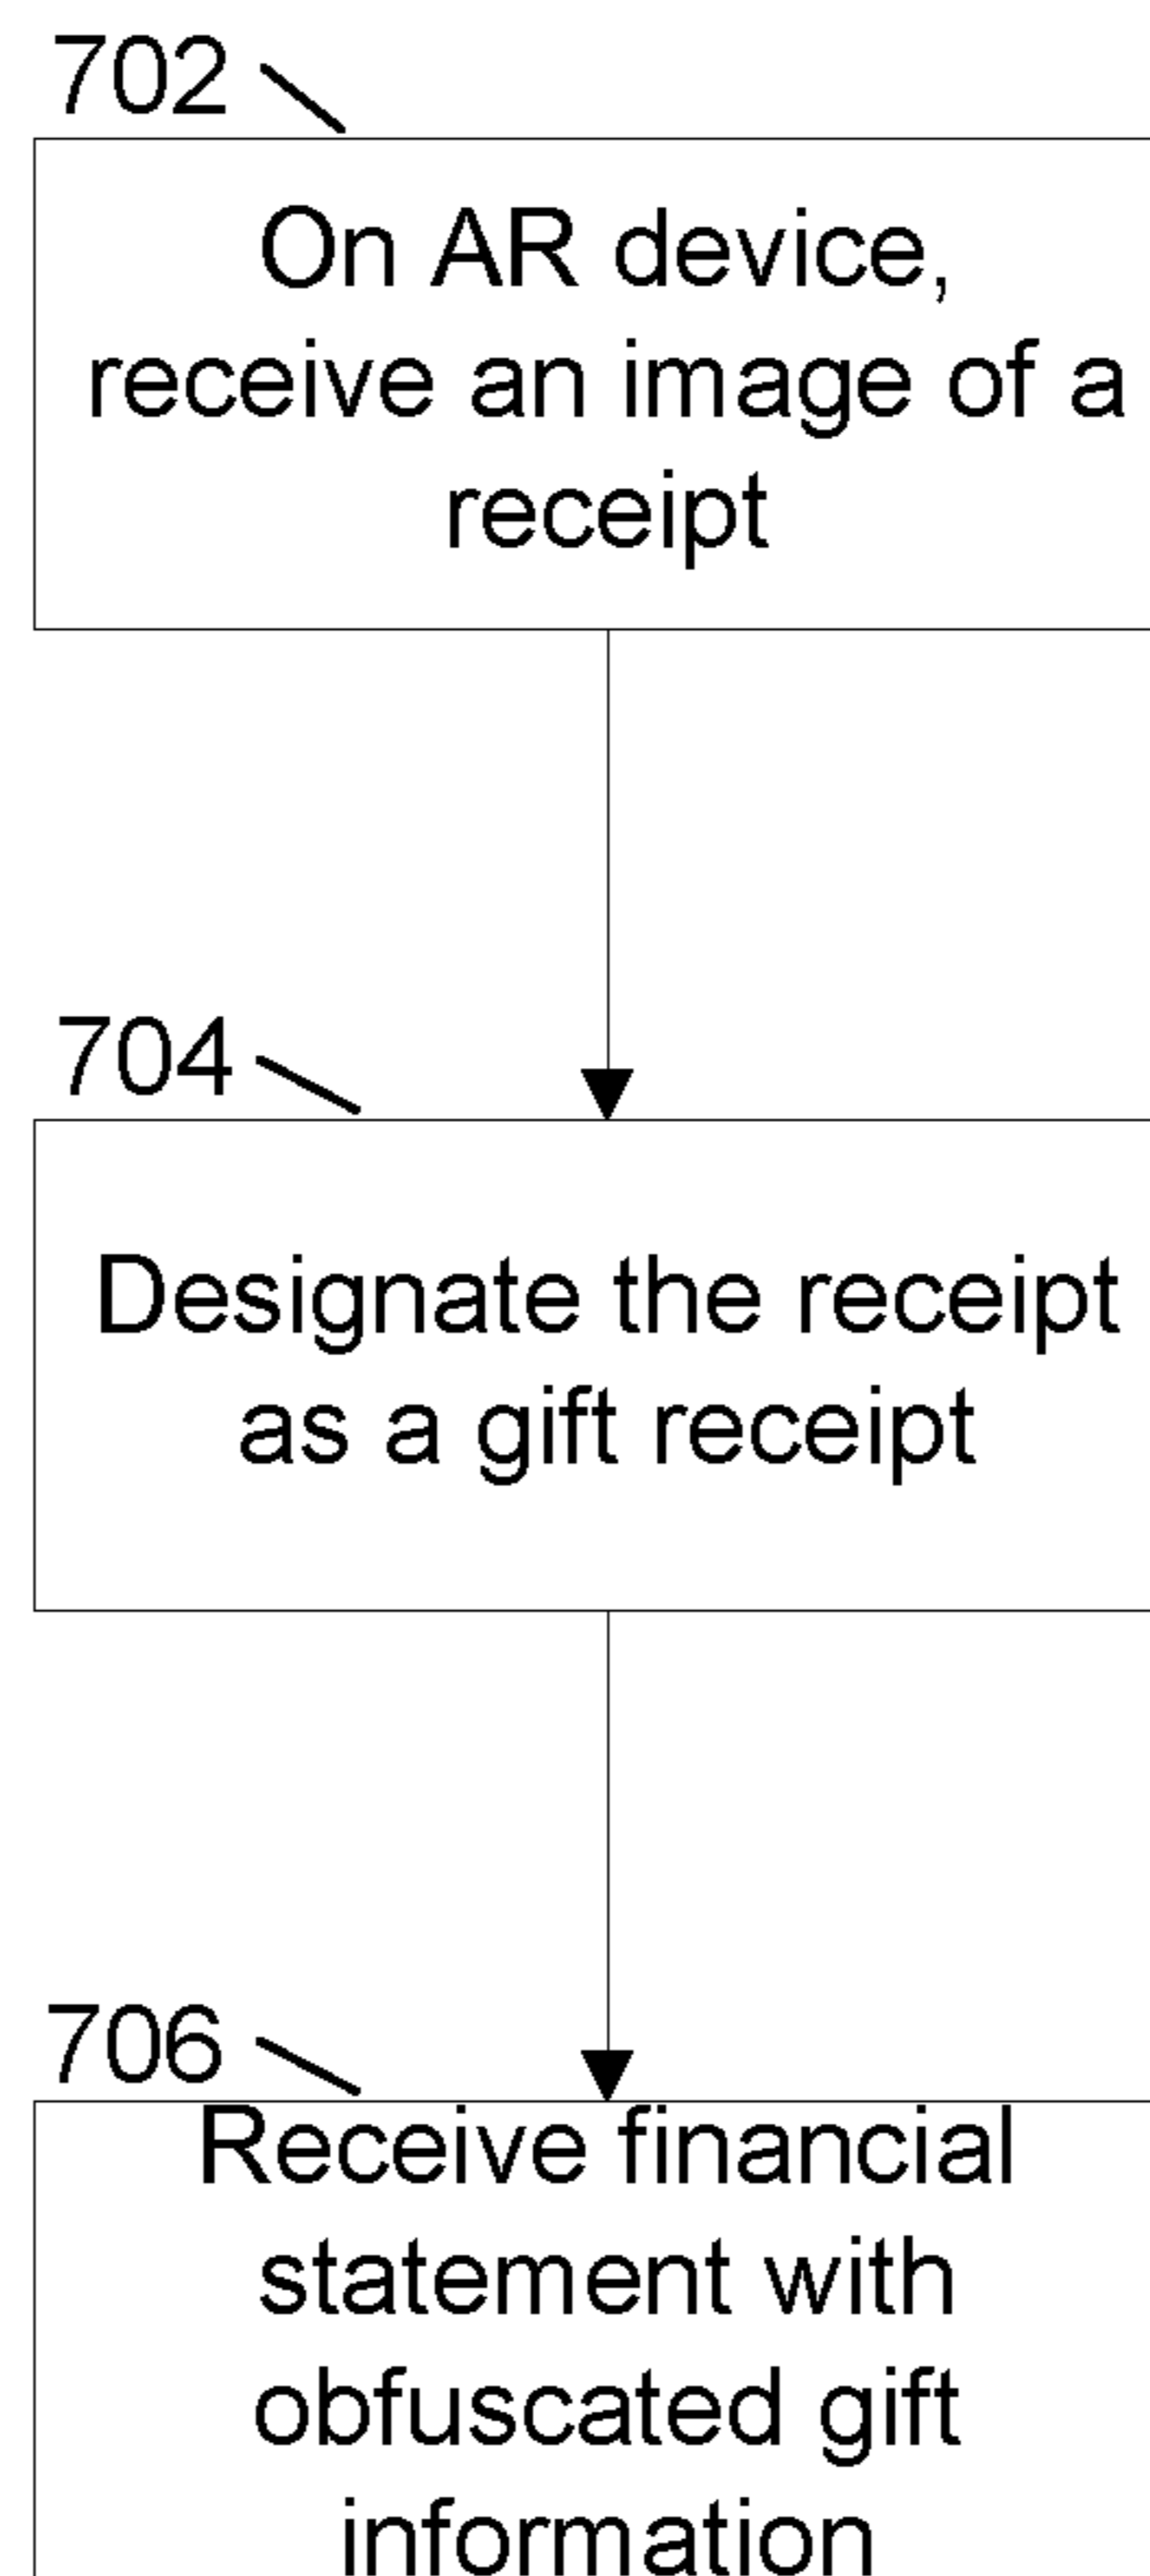 702
On AR device,
receive an image of a
receipt
704
Designate the receipt
as a gift receipt
706
Receive financial
statement with
obfuscated gift
information